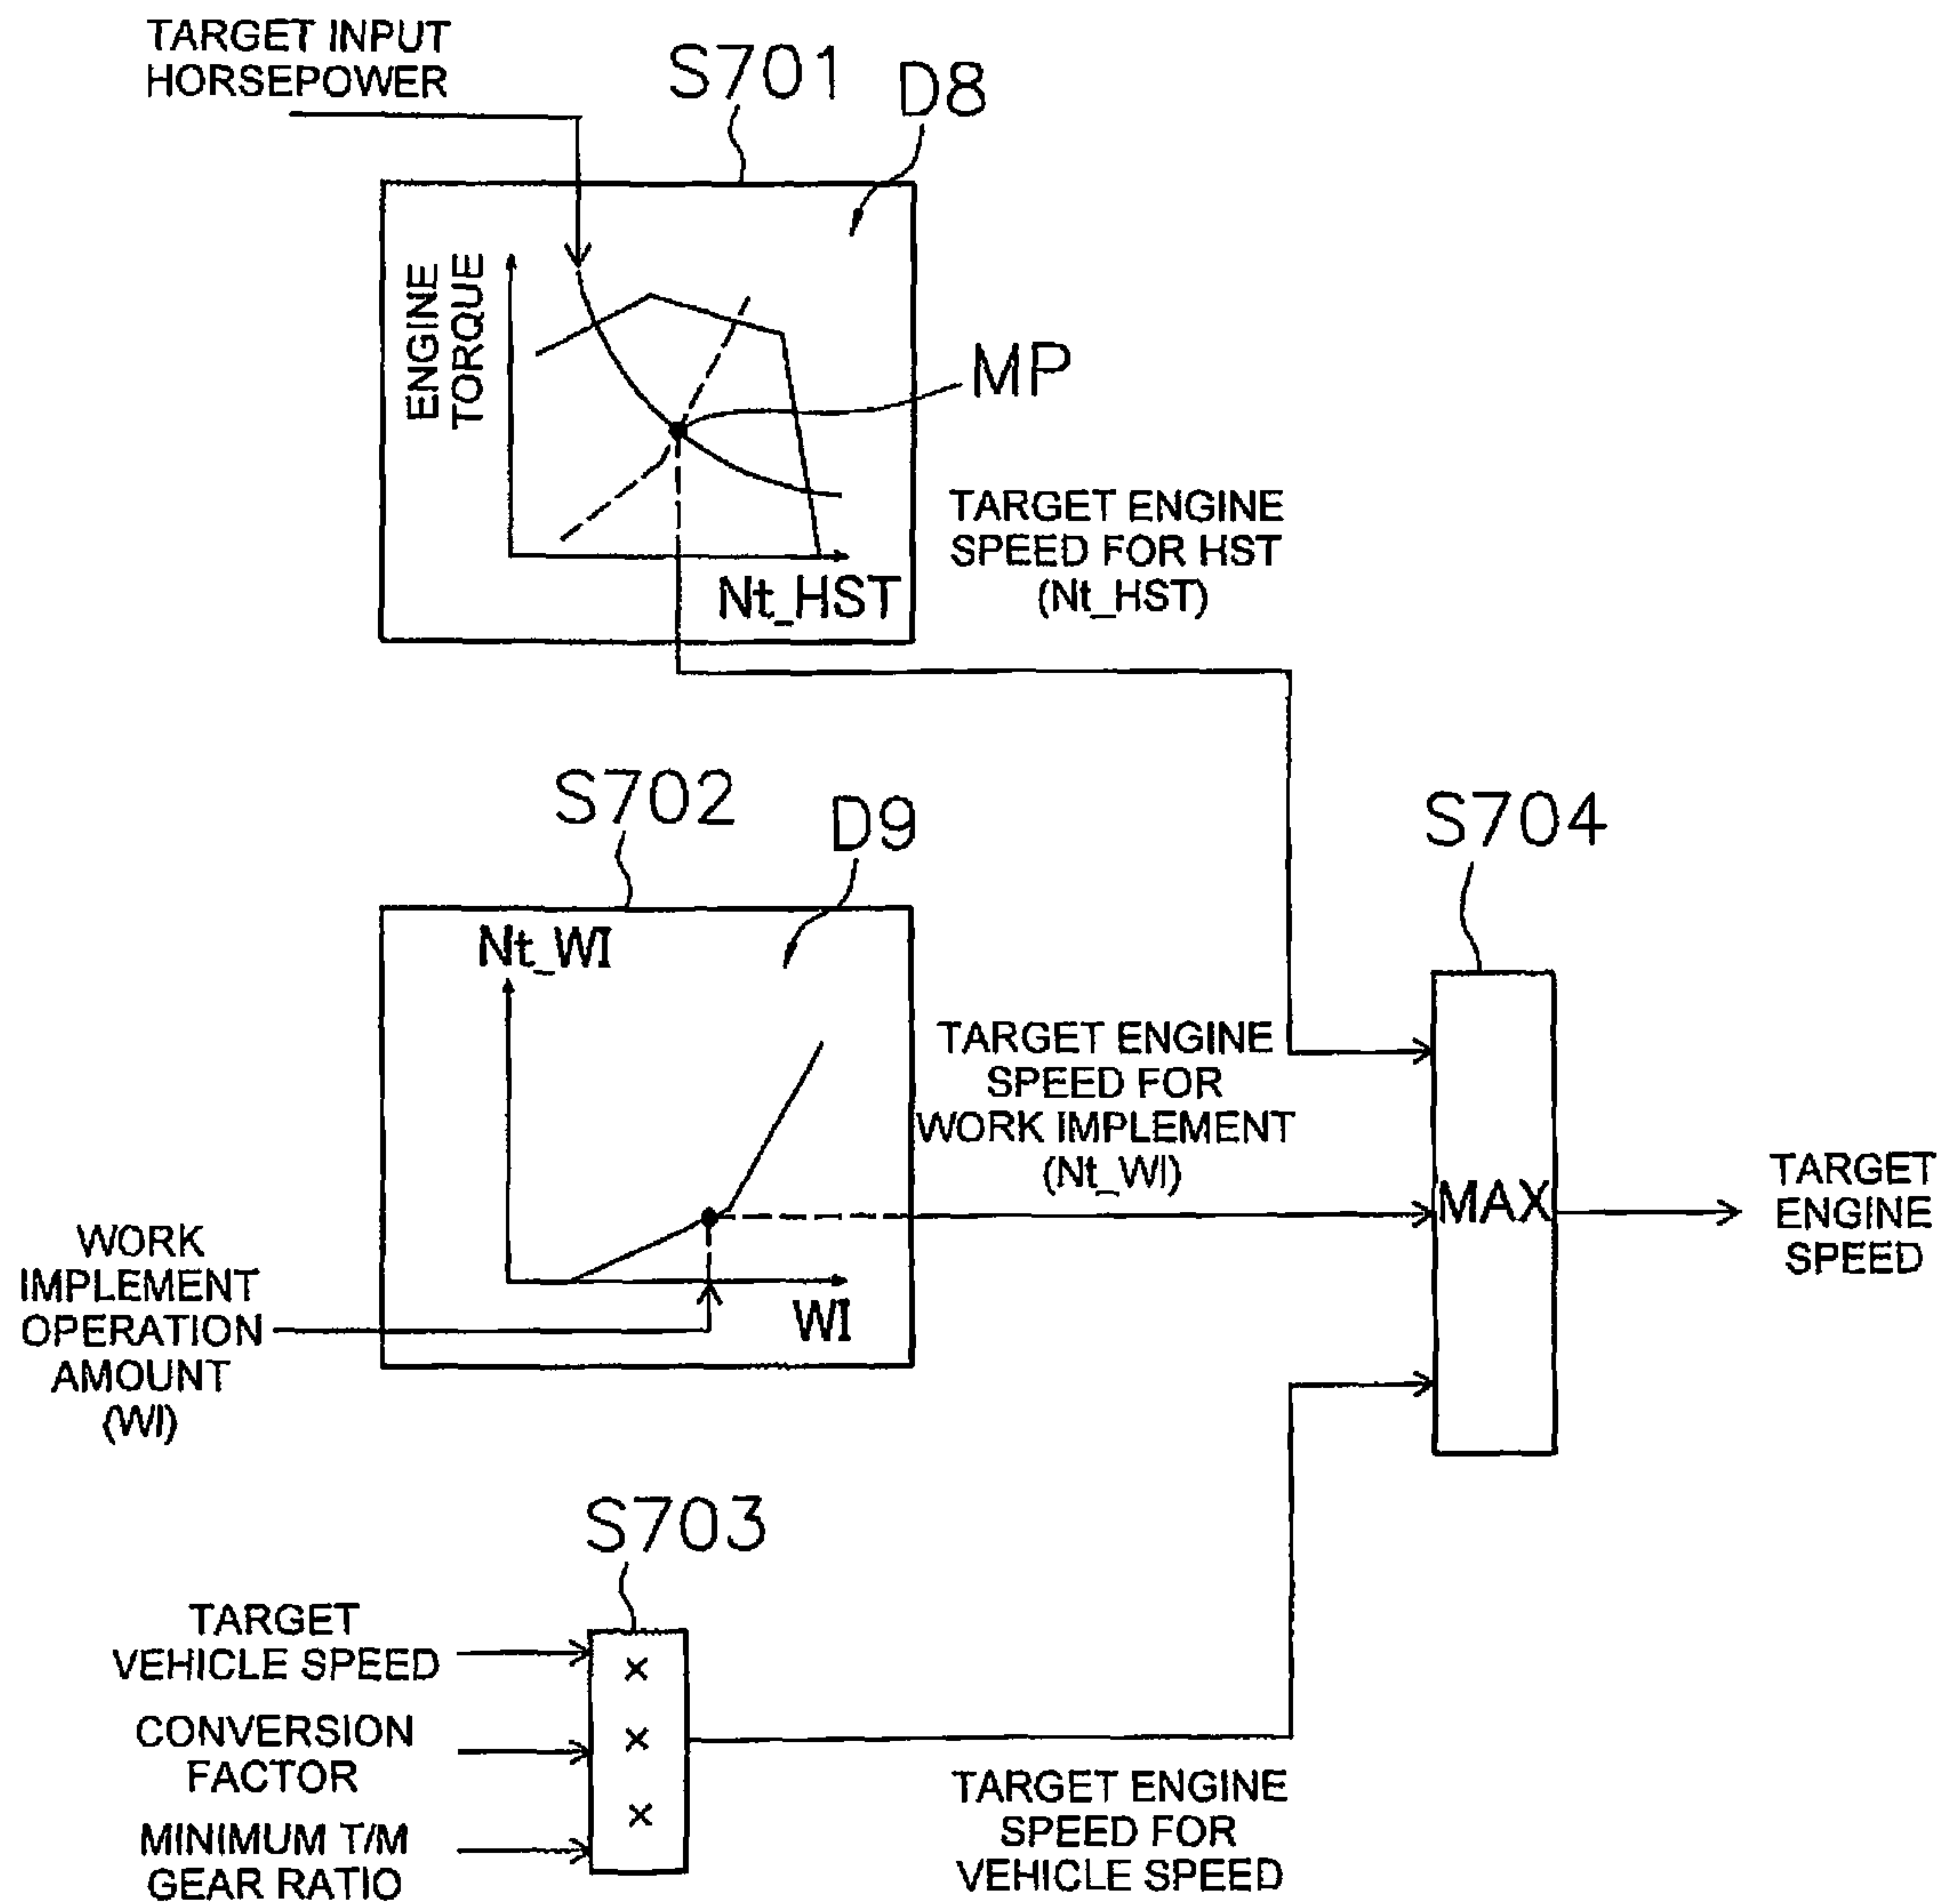 TARGET INPUT
HORSEPOWER
S701
D8
ENGINE
TORQUE
MP
Nt_HST
TARGET ENGINE
SPEED FOR HST
(Nt_HST)
S702
D9
Nt_WI
WI
TARGET ENGINE
SPEED FOR
WORK IMPLEMENT
(Nt_WI)
WORK
IMPLEMENT
OPERATION
AMOUNT
(WI)
S704
MAX
TARGET
ENGINE
SPEED
S703
TARGET
VEHICLE SPEED
CONVERSION
FACTOR
MINIMUM T/M
GEAR RATIO
×
×
×
TARGET ENGINE
SPEED FOR
VEHICLE SPEED